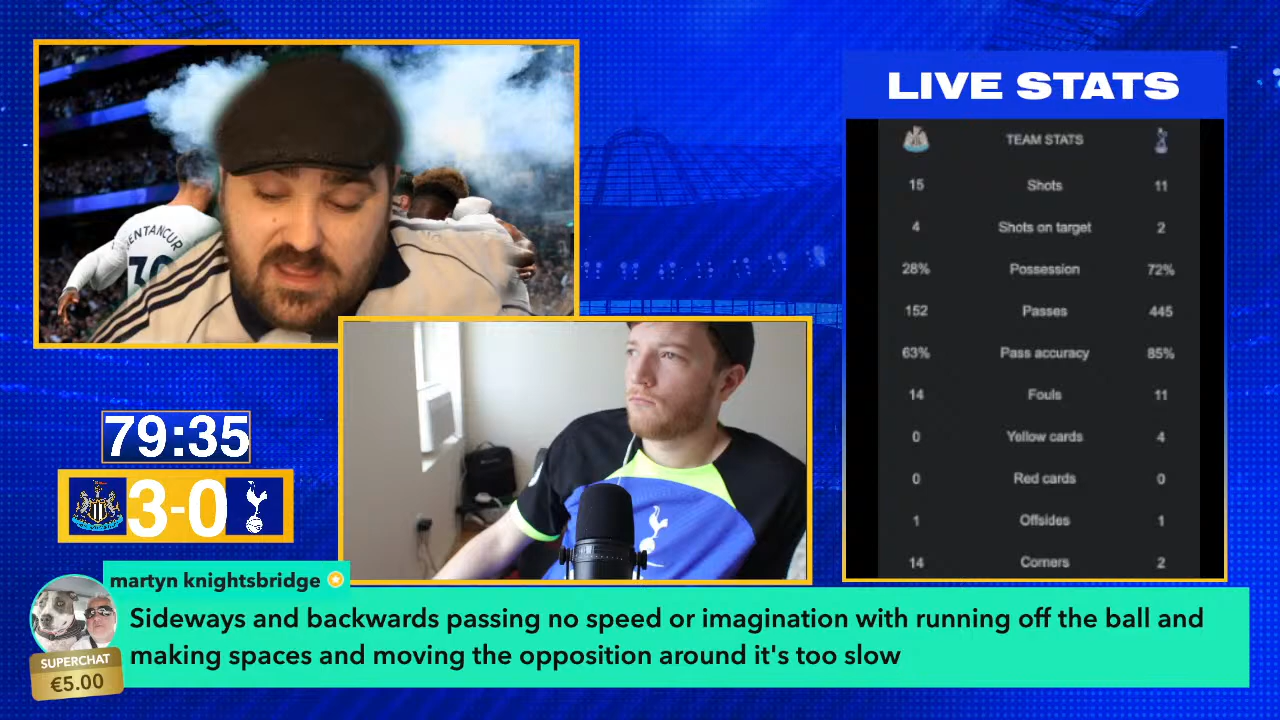 LIVE STATS
TEAM STATS
15 Shots 11
4 Shots on target 2
28% Possession 72%
152 Passes 445
63% Pass accuracy 85%
14 Fouls 11
0 Yellow cards 4
0 Red cards 0
1 Offsides 1
14 Corners 2
ENTANCUR
30
79:35
3-0
martyn knightsbridge
Sideways and backwards passing no speed or imagination with running off the ball and
making spaces and moving the opposition around it's too slow
SUPERCHAT
€5.00